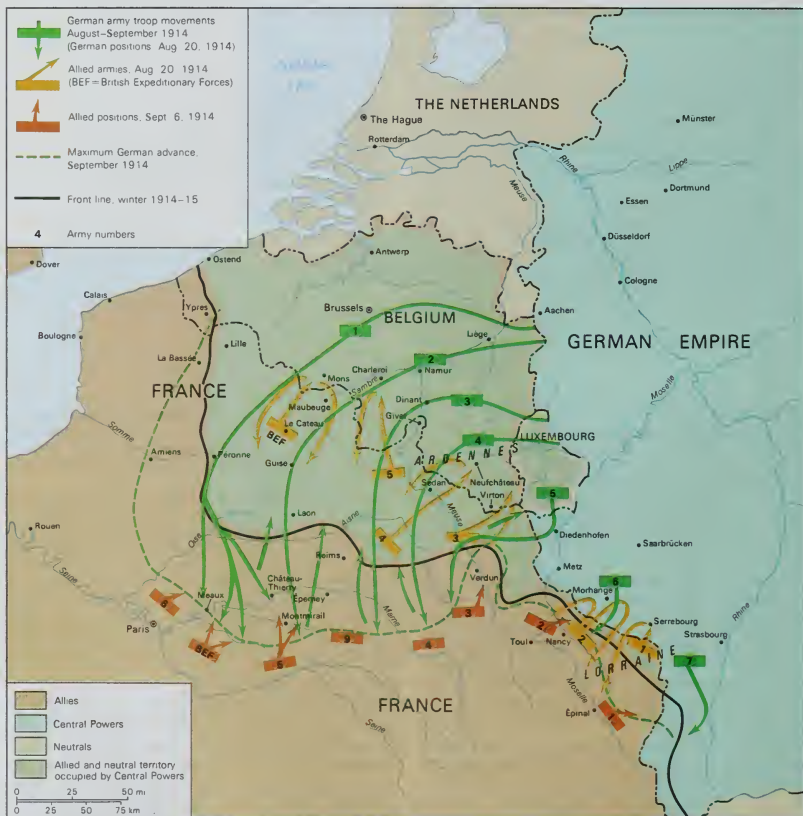 German army troop movements
August–September 1914
(German positions Aug 20, 1914)
Allied armies, Aug 20 1914
(BEF=British Expeditionary Forces)
Allied positions, Sept 6, 1914
Maximum German advance,
September 1914
Front line, winter 1914–15
4 Army numbers
THE NETHERLANDS
The Hague
Rotterdam
Münster
Rhine
Lippe
Dortmund
Essen
Meuse
Düsseldorf
Cologne
Dover
Ostend
Antwerp
Calais
Ypres
Brussels
BELGIUM
Aachen
Boulogne
Lille
1
Liège
GERMAN EMPIRE
La Bassée
2
Mons
Charleroi
Namur
Sambre
FRANCE
Maubeuge
Dinant
3
Moselle
Le Cateau
Givet
BEF
4
LUXEMBOURG
Somme
ARDENNES
Amiens
Péronne
Guise
5
Sedan
Neufchâteau
Virton
5
Laon
Aisne
Meuse
4
3
Rouen
Oise
Diedenhofen
Saarbrücken
Reims
Metz
Seine
Château-
Thierry
Verdun
Morhange
6
Rhine
6
Meaux
Épernay
Marne
Serrebourg
Paris
Montmirail
3
2
1
Strasbourg
BEF
5
9
4
Toul
Nancy
2
7
LORRAINE
Moselle
FRANCE
Épinal
1
Seine
Allies
Central Powers
Neutrals
Allied and neutral territory
occupied by Central Powers
0 25 50 mi
0 25 50 75 km